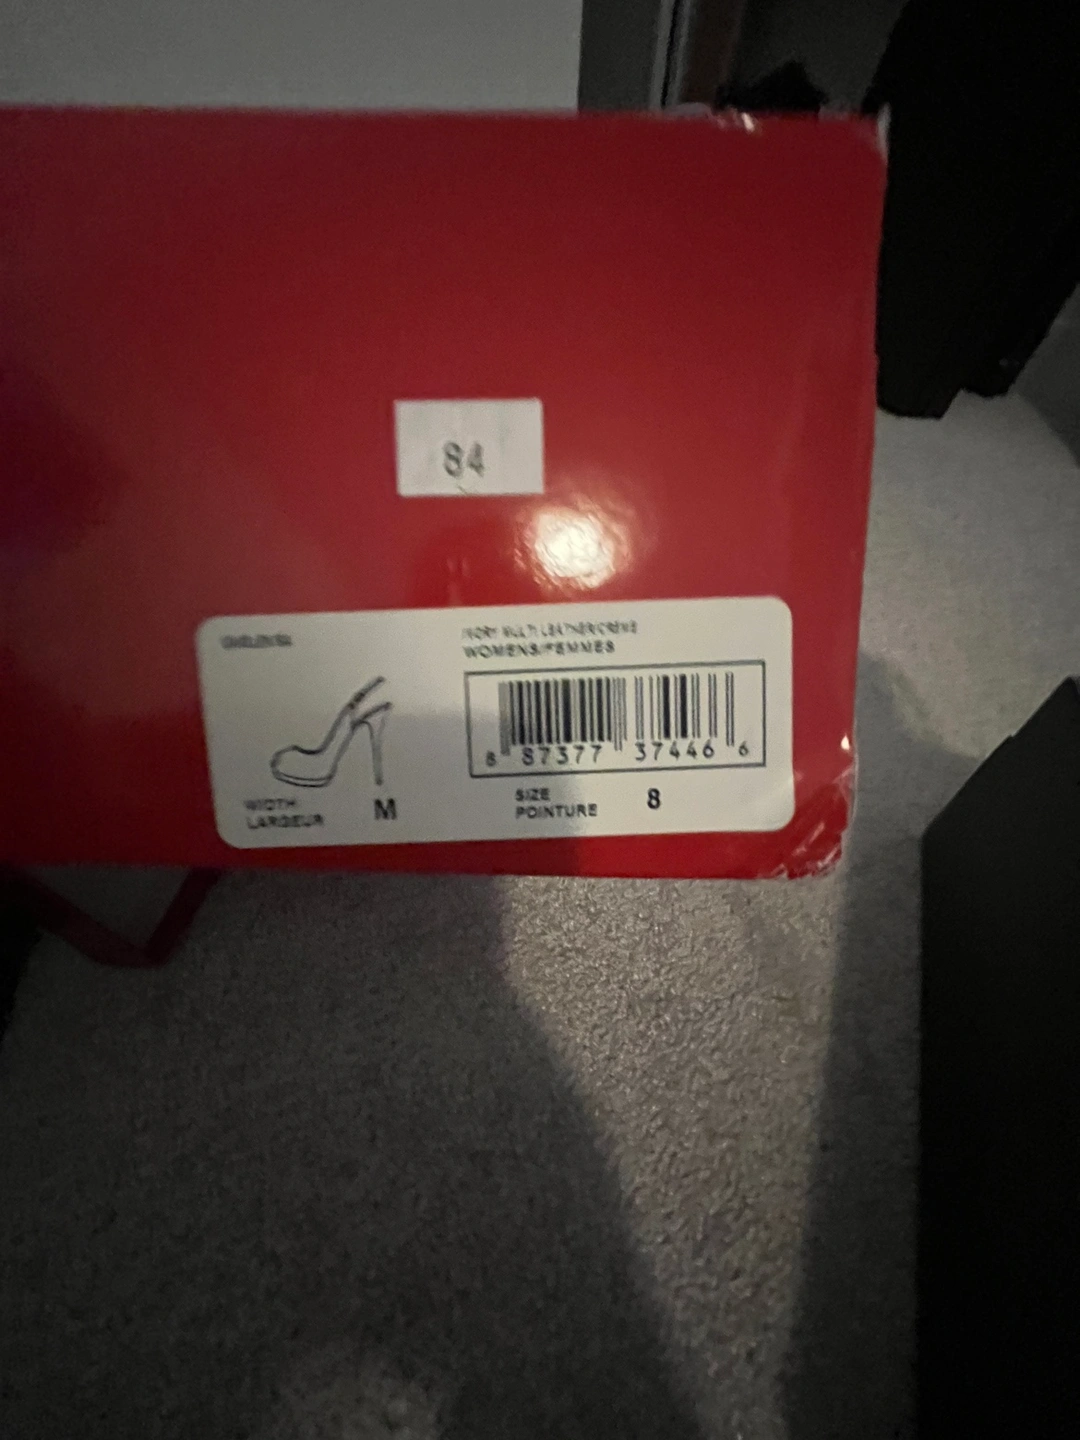 84
IVORY MULTI LEATHER/CREME
WOMENS/FEMMES
8 87377 37446 6
WIDTH
LARGEUR
M
SIZE
POINTURE
8